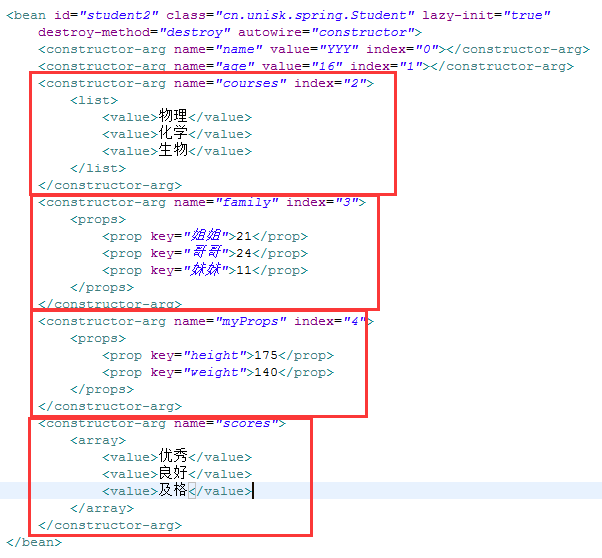 <bean id="student2" class="cn.unisk.spring.Student" lazy-init="true"
destroy-method="destroy" autowire="constructor">
<constructor-arg name="name" value="YYY" index="0"></constructor-arg>
<constructor-arg name="age" value="16" index="1"></constructor-arg>
<constructor-arg name="courses" index="2">
<list>
<value>物理</value>
<value>化学</value>
<value>生物</value>
</list>
</constructor-arg>
<constructor-arg name="family" index="3">
<props>
<prop key="姐姐">21</prop>
<prop key="哥哥">24</prop>
<prop key="妹妹">11</prop>
</props>
</constructor-arg>
<constructor-arg name="myProps" index="4">
<props>
<prop key="height">175</prop>
<prop key="weight">140</prop>
</props>
</constructor-arg>
<constructor-arg name="scores">
<array>
<value>优秀</value>
<value>良好</value>
<value>及格</value>
</array>
</constructor-arg>
</bean>